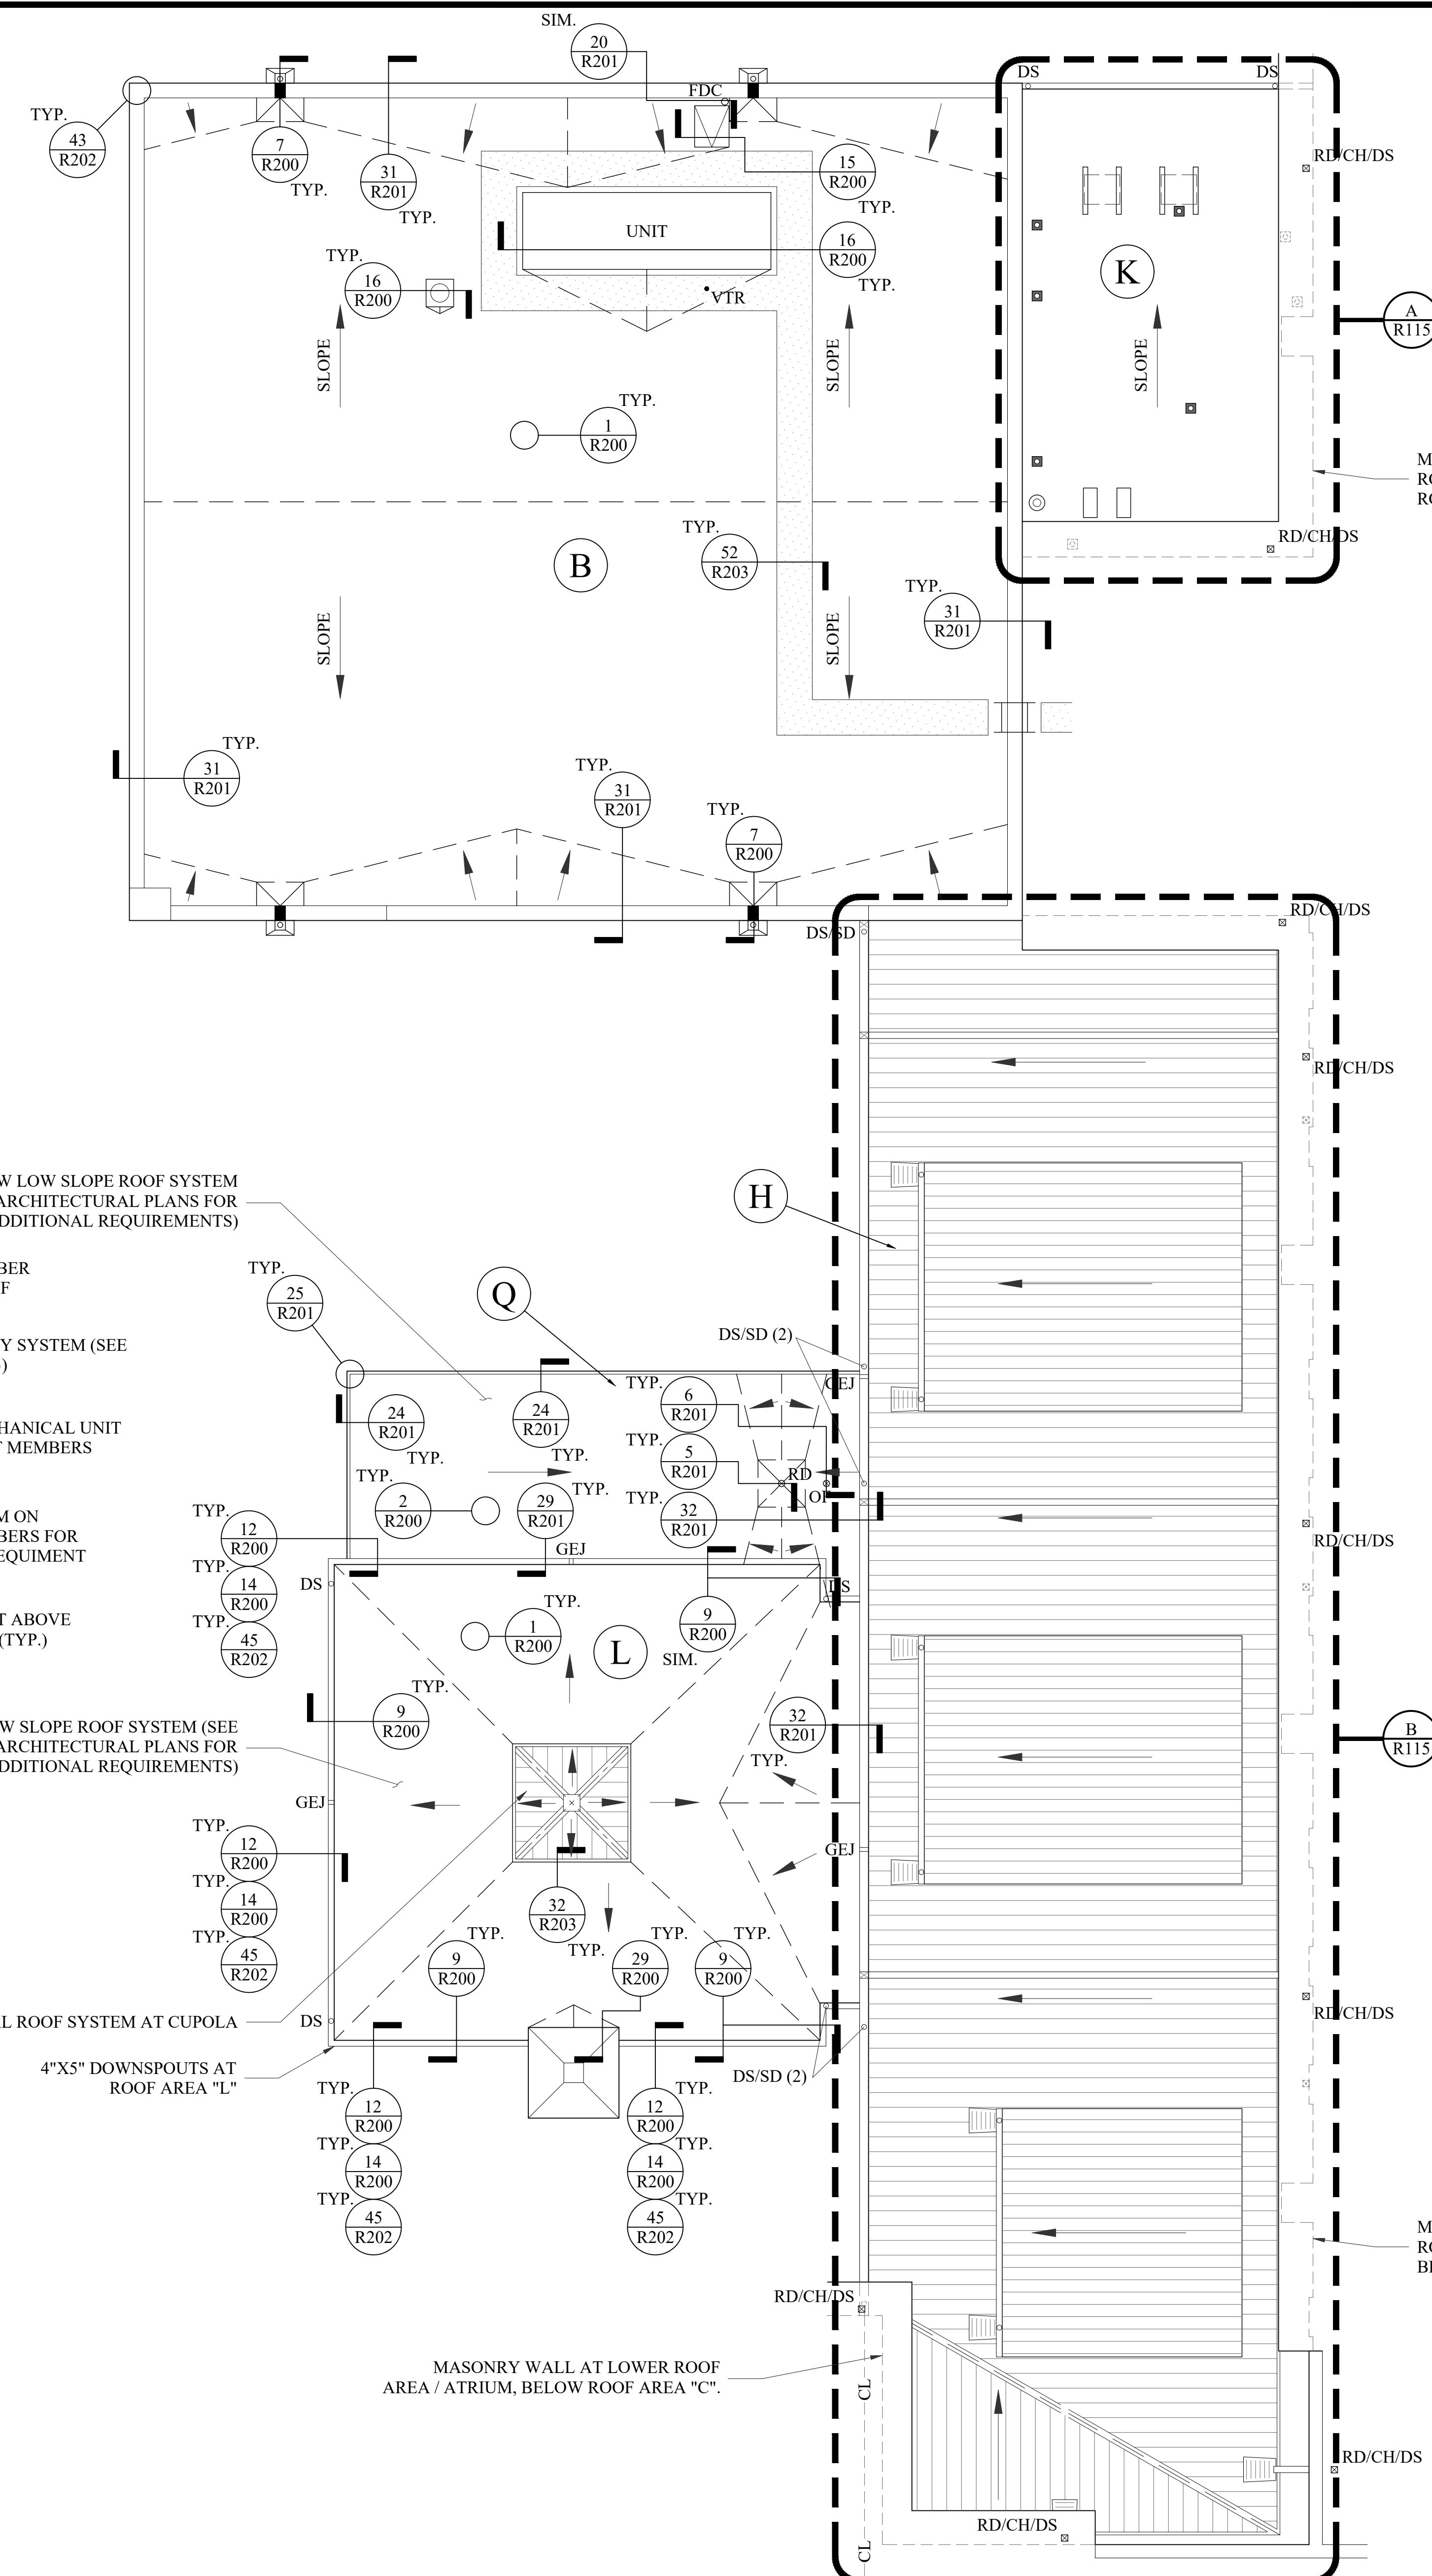 SIM.
20
R201
FDC
DS
DS
TYP.
43
R202
7
R200
TYP.
31
R201
TYP.
15
R200
TYP.
RD/CH/DS
UNIT
16
R200
TYP.
TYP.
16
R200
VTR
K
A
R115
SLOPE
SLOPE
SLOPE
TYP.
1
R200
RD/CH/DS
TYP.
52
R203
B
TYP.
31
R201
SLOPE
SLOPE
TYP.
31
R201
TYP.
31
R201
TYP.
7
R200
RD/CH/DS
DS/SD
RD/CH/DS
W LOW SLOPE ROOF SYSTEM
ARCHITECTURAL PLANS FOR
DDITIONAL REQUIREMENTS)
H
BER
F
TYP.
25
R201
Q
Y SYSTEM (SEE
DS/SD (2)
GEJ
HANICAL UNIT
T MEMBERS
24
R201
TYP.
24
R201
TYP.
TYP.
6
R201
TYP.
5
R201
RD
TYP.
2
R200
29
R201
TYP.
TYP.
32
R201
M ON
BERS FOR
EQUIMENT
TYP.
12
R200
TYP.
14
R200
TYP.
45
R202
GEJ
DS
DS
RD/CH/DS
T ABOVE
(TYP.)
TYP.
1
R200
L
9
R200
SIM.
TYP.
9
R200
32
R201
TYP.
W SLOPE ROOF SYSTEM (SEE
ARCHITECTURAL PLANS FOR
DDITIONAL REQUIREMENTS)
B
R115
GEJ
GEJ
TYP.
12
R200
TYP.
14
R200
TYP.
45
R202
32
R203
TYP.
TYP.
9
R200
TYP.
29
R200
TYP.
9
R200
L ROOF SYSTEM AT CUPOLA
DS
RD/CH/DS
4"X5" DOWNSPOUTS AT
ROOF AREA "L"
DS/SD (2)
TYP.
12
R200
TYP.
14
R200
TYP.
45
R202
TYP.
12
R200
TYP.
14
R200
TYP.
45
R202
RD/CH/DS
MASONRY WALL AT LOWER ROOF
AREA / ATRIUM, BELOW ROOF AREA "C".
CL
RD/CH/DS
RD/CH/DS
CL